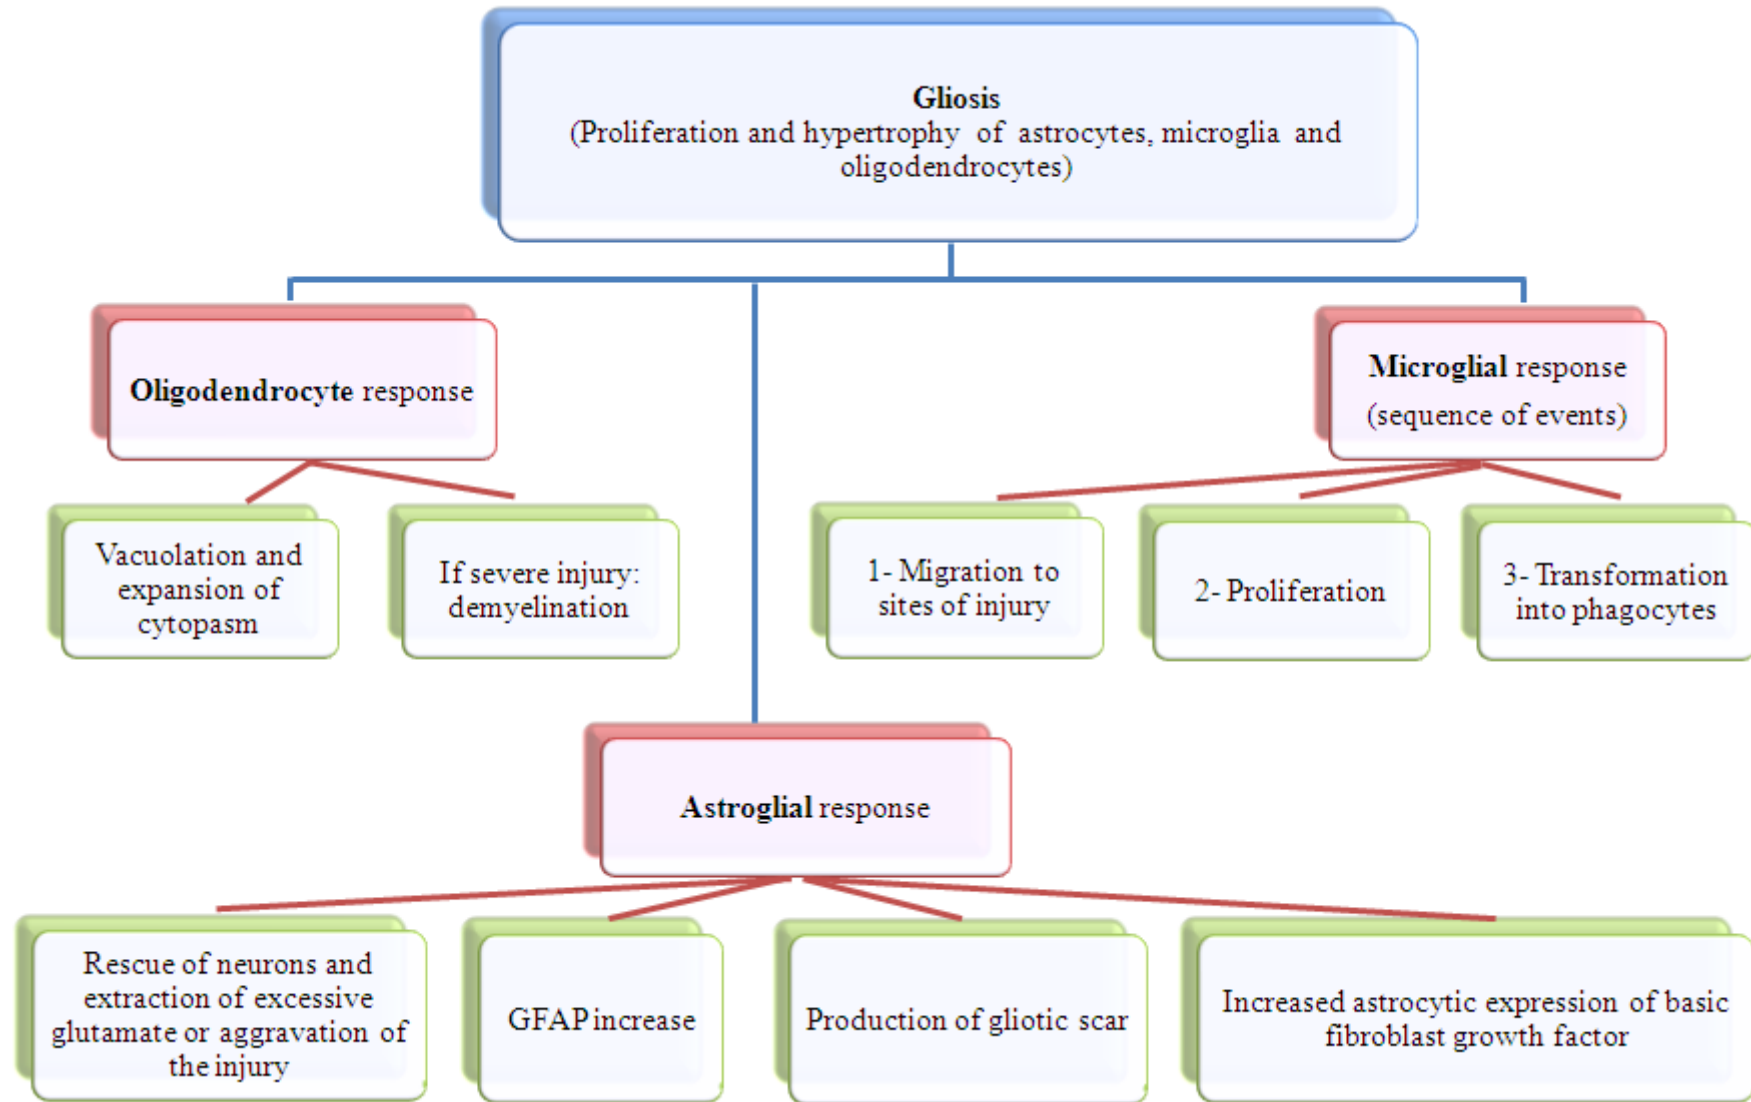 Gliosis
(Proliferation and hypertrophy of astrocytes, microglia and
oligodendrocytes)
Oligodendrocyte response
Microglial response
(sequence of events)
Vacuolation and
expansion of
cytopasm
If severe injury:
demyelination
1- Migration to
sites of injury
2- Proliferation
3- Transformation
into phagocytes
Astroglial response
Rescue of neurons and
extraction of excessive
glutamate or aggravation of
the injury
GFAP increase
Production of gliotic scar
Increased astrocytic expression of basic
fibroblast growth factor